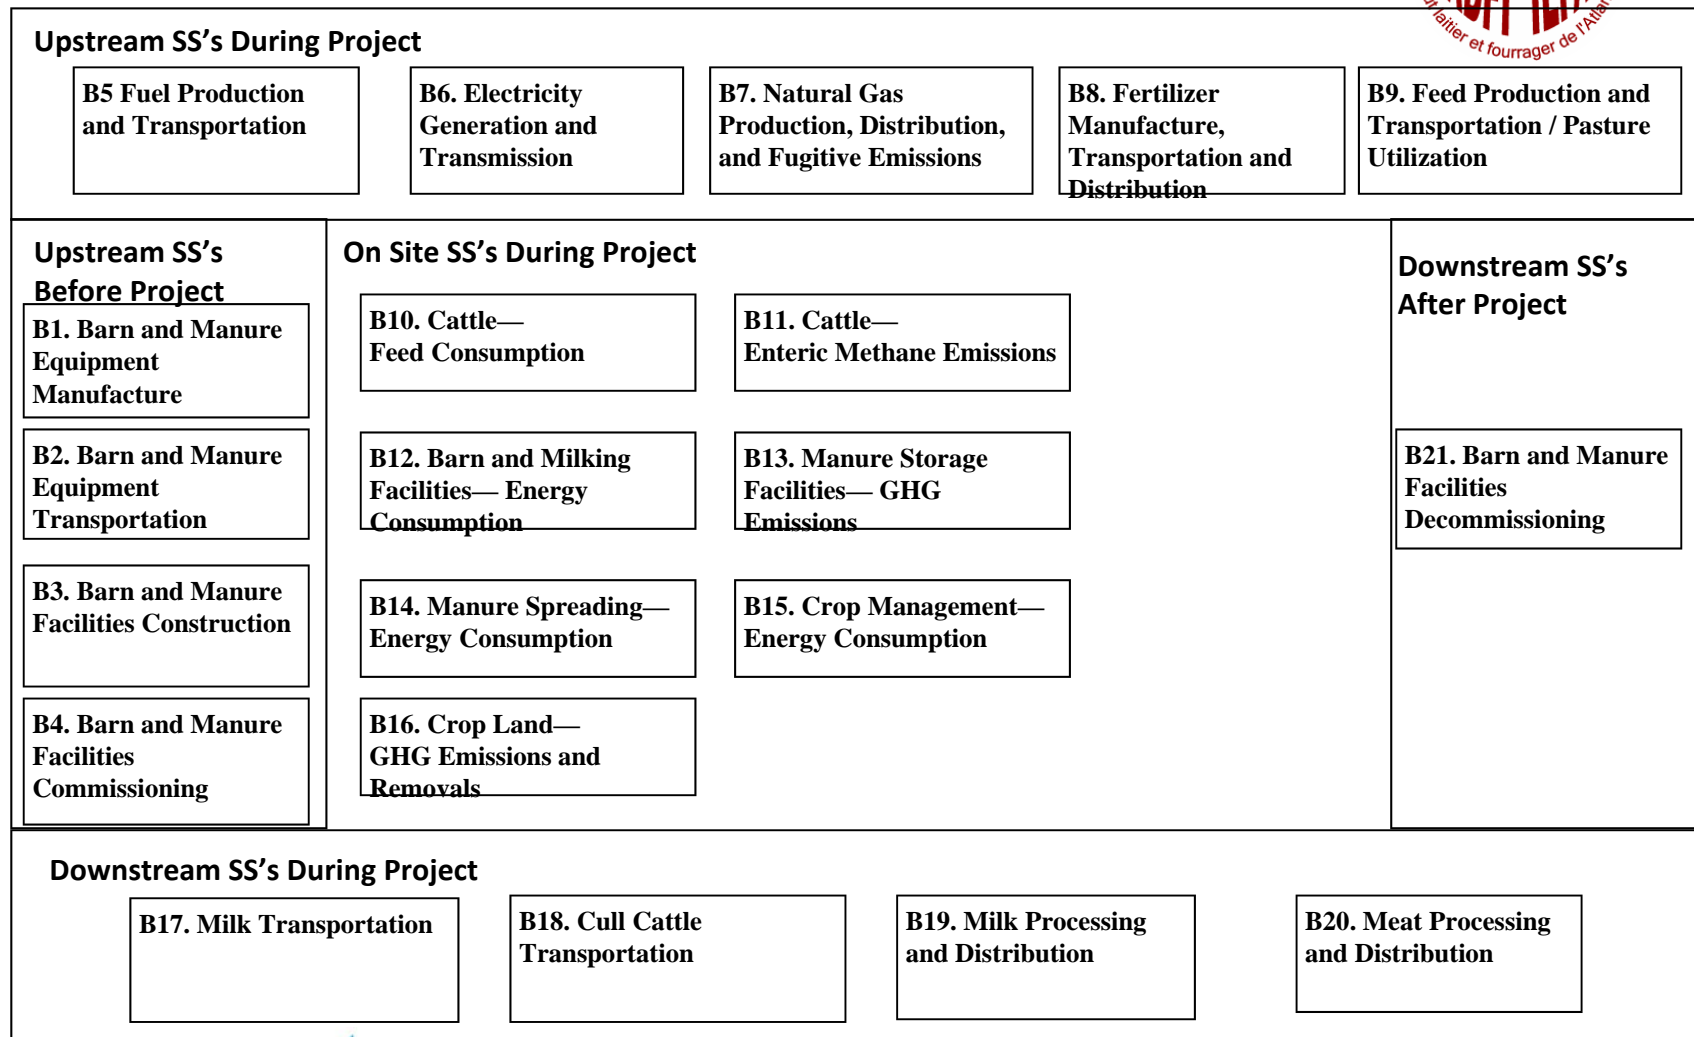 laitier et fourrager de l'Atlan
Upstream SS's During Project
B5 Fuel Production
and Transportation
B6. Electricity
Generation and
Transmission
B7. Natural Gas
Production, Distribution,
and Fugitive Emissions
B8. Fertilizer
Manufacture,
Transportation and
Distribution
B9. Feed Production and
Transportation / Pasture
Utilization
Upstream SS's
Before Project
B1. Barn and Manure
Equipment
Manufacture
B2. Barn and Manure
Equipment
Transportation
B3. Barn and Manure
Facilities Construction
B4. Barn and Manure
Facilities
Commissioning
On Site SS's During Project
B10. Cattle—
Feed Consumption
B11. Cattle—
Enteric Methane Emissions
B12. Barn and Milking
Facilities— Energy
Consumption
B13. Manure Storage
Facilities— GHG
Emissions
B14. Manure Spreading—
Energy Consumption
B15. Crop Management—
Energy Consumption
B16. Crop Land—
GHG Emissions and
Removals
Downstream SS's
After Project
B21. Barn and Manure
Facilities
Decommissioning
Downstream SS's During Project
B17. Milk Transportation
B18. Cull Cattle
Transportation
B19. Milk Processing
and Distribution
B20. Meat Processing
and Distribution